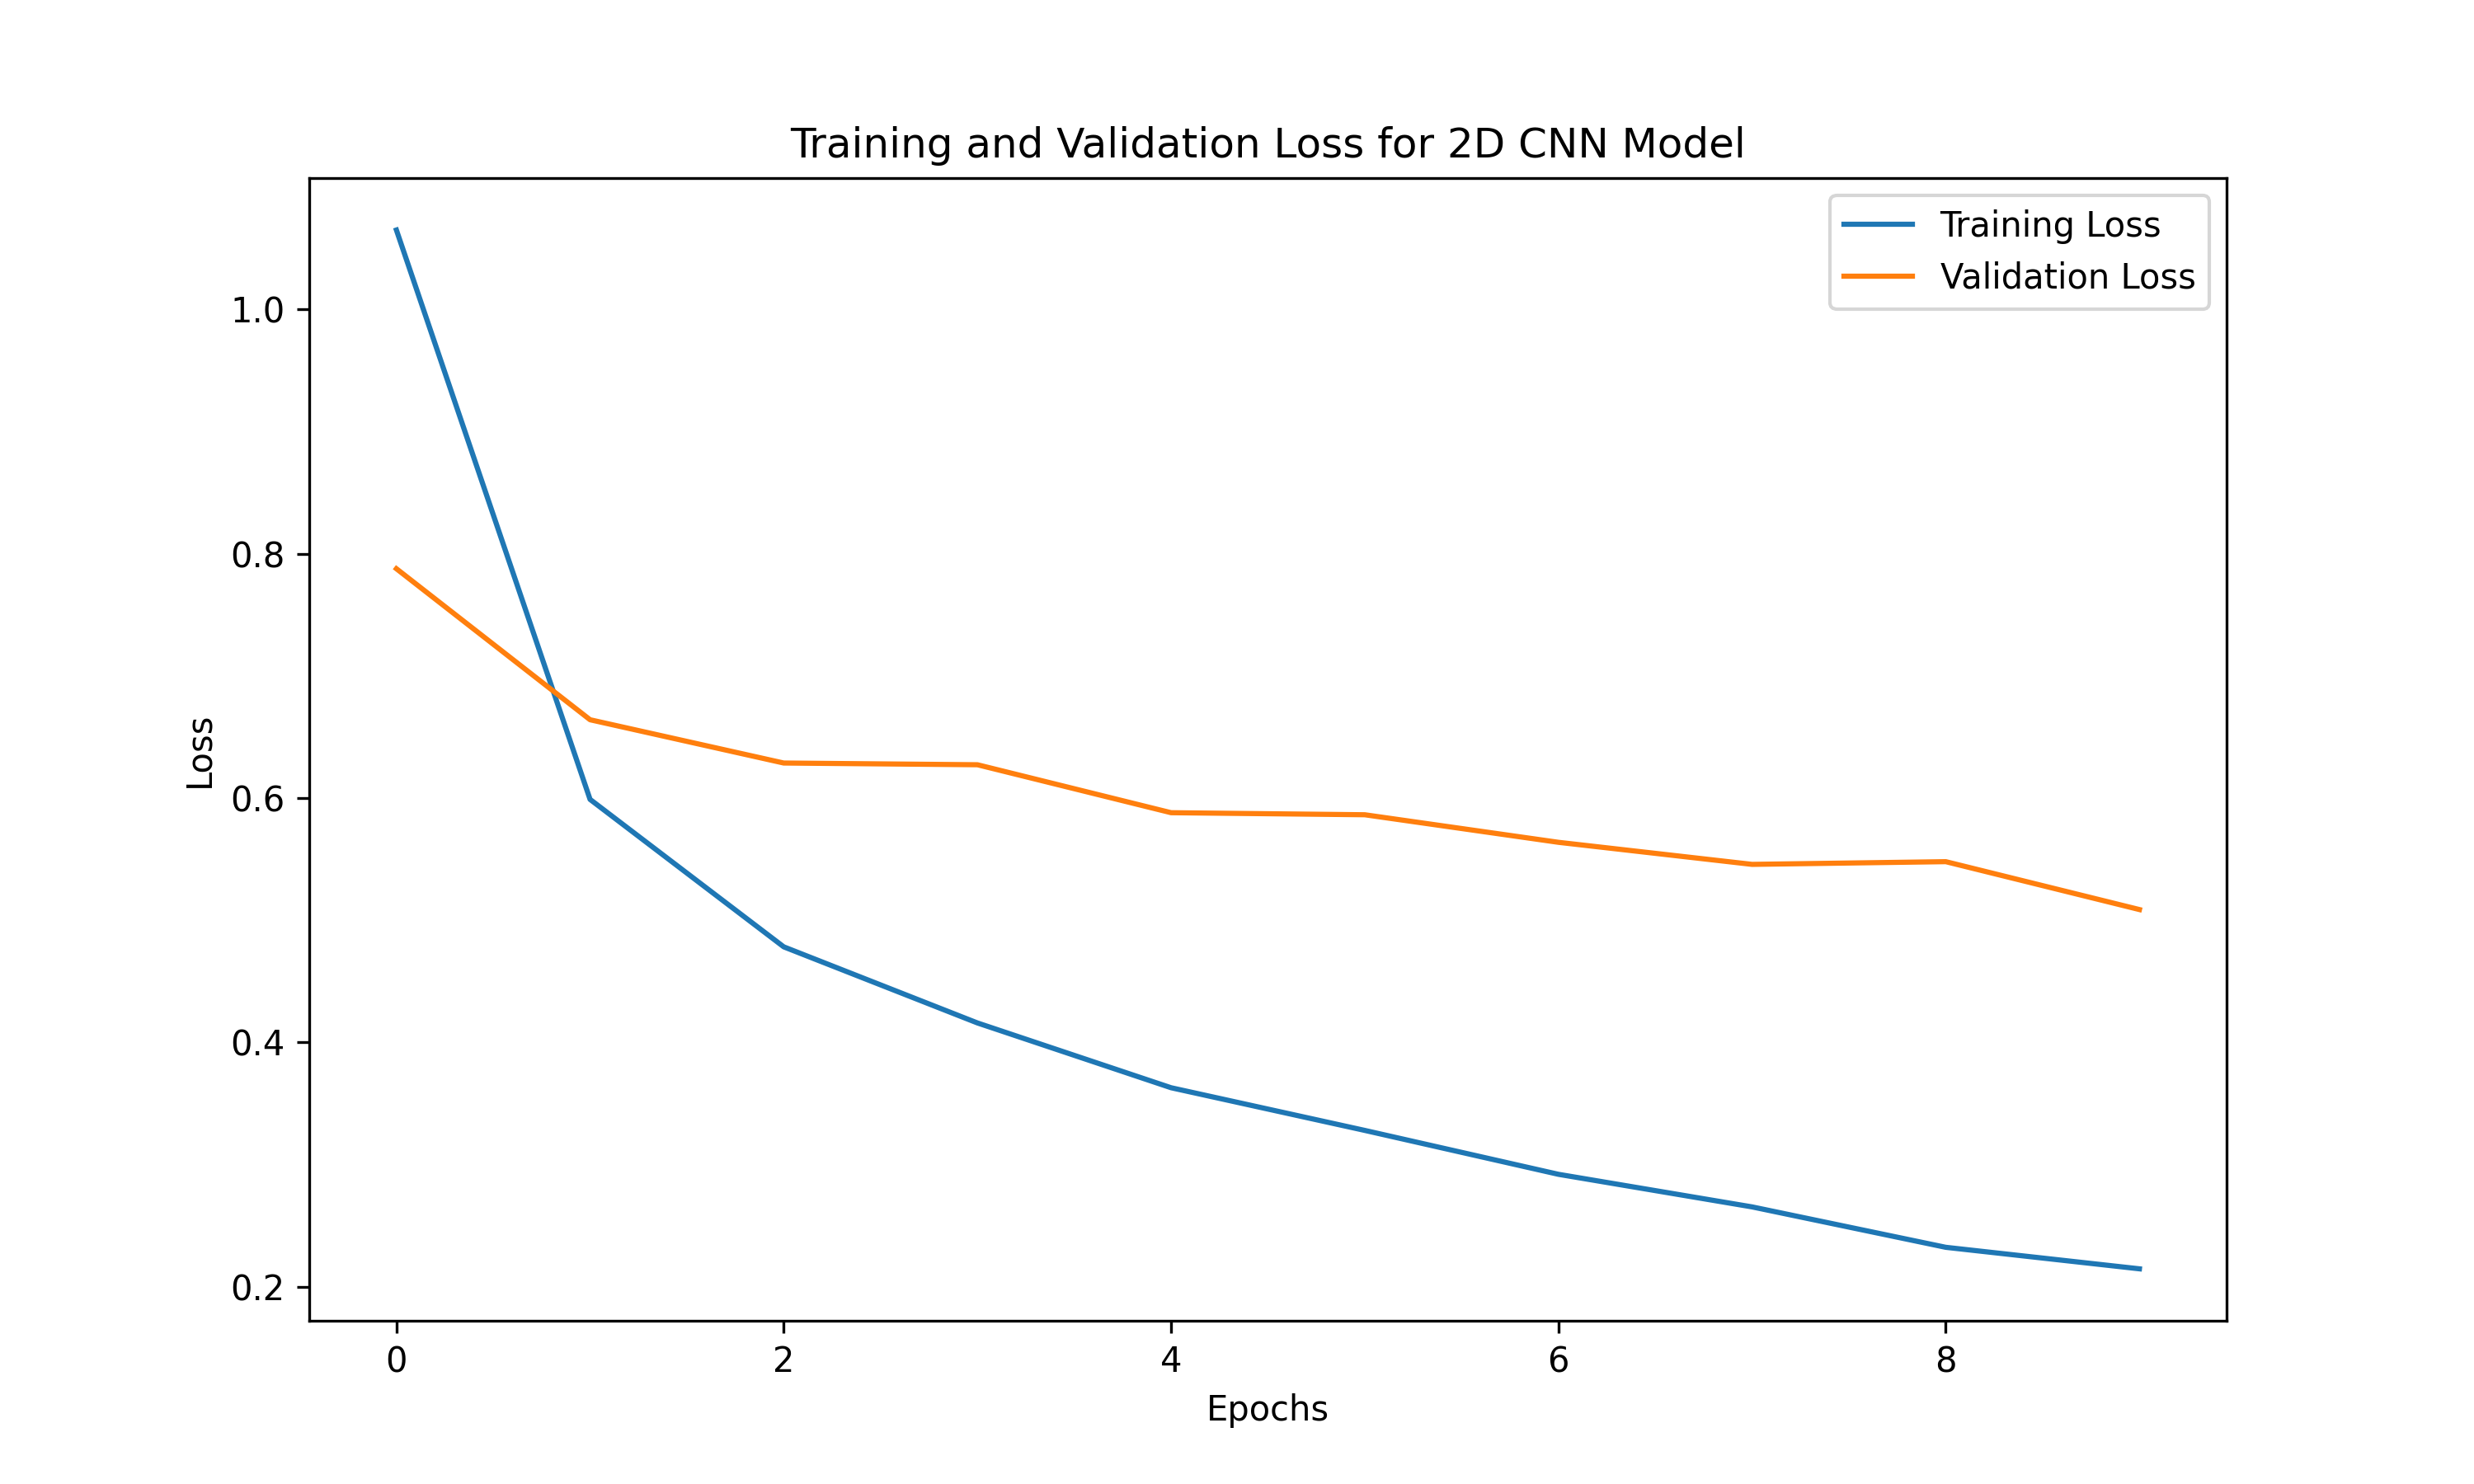 Training and Validation Loss for 2D CNN Model
Training Loss
Validation Loss
1.0
0.8
0.6
0.4
0.2
Loss
0 2 4 6 8
Epochs